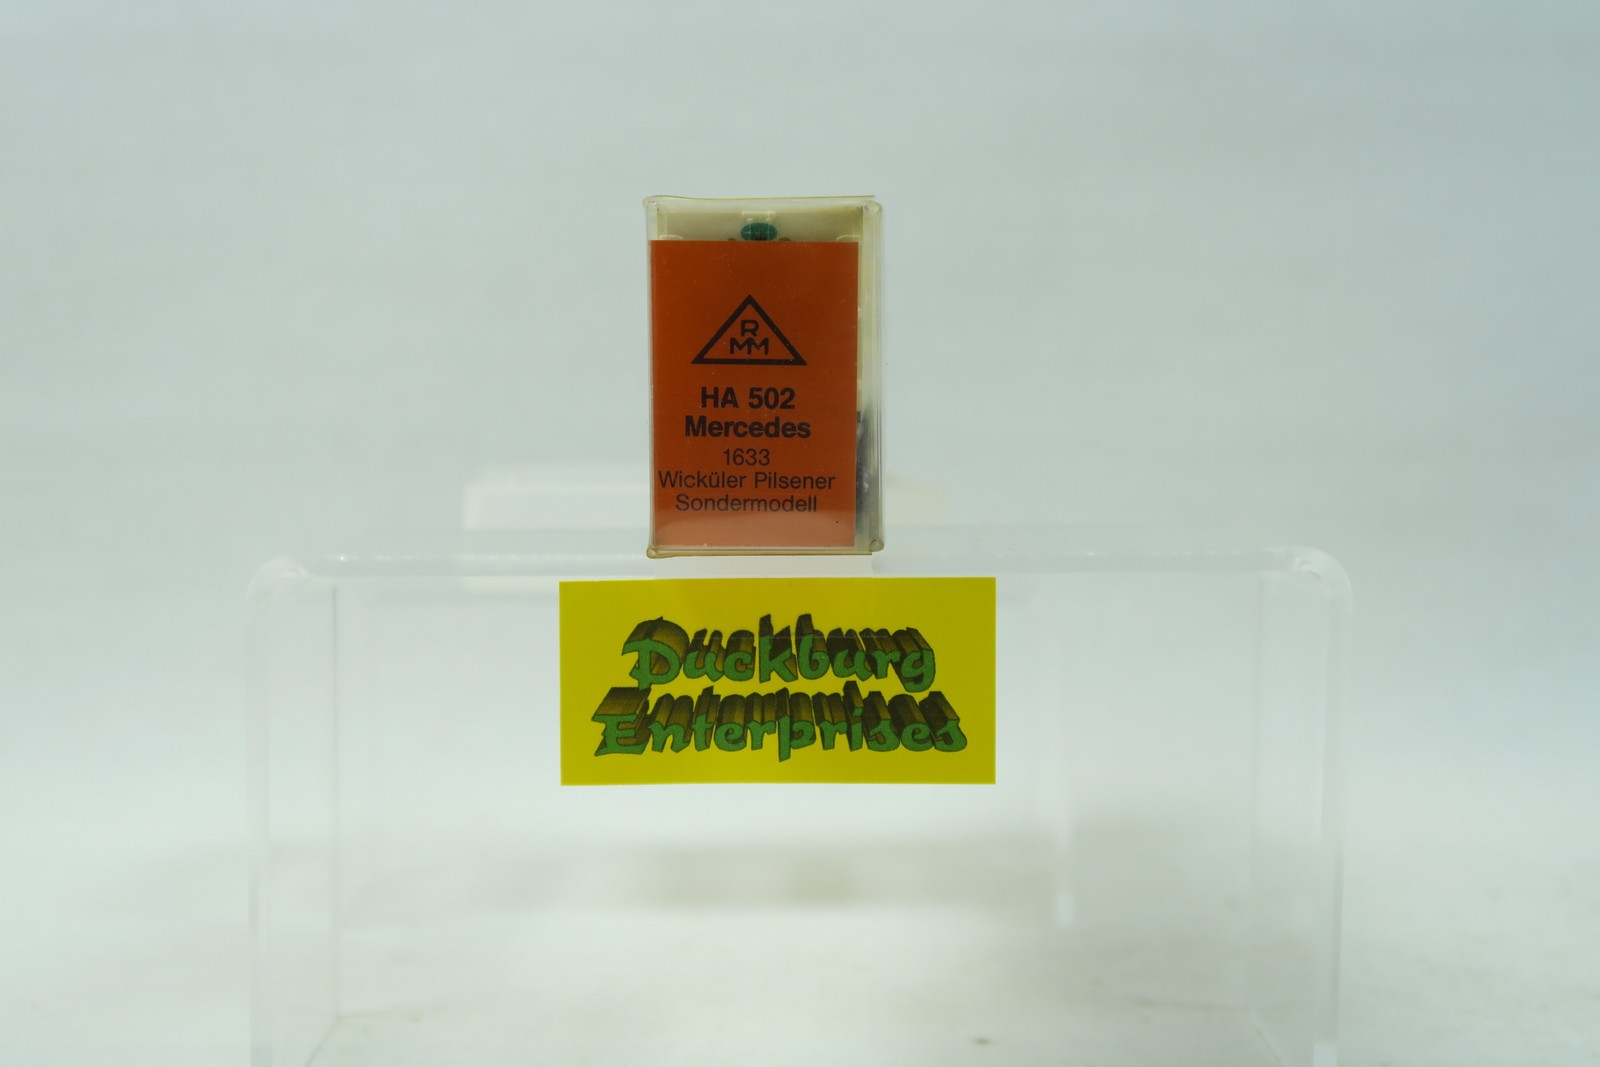 R
MM
HA 502
Mercedes
1633
Wicküler Pilsener
Sondermodell
Duckburg
Enterprises